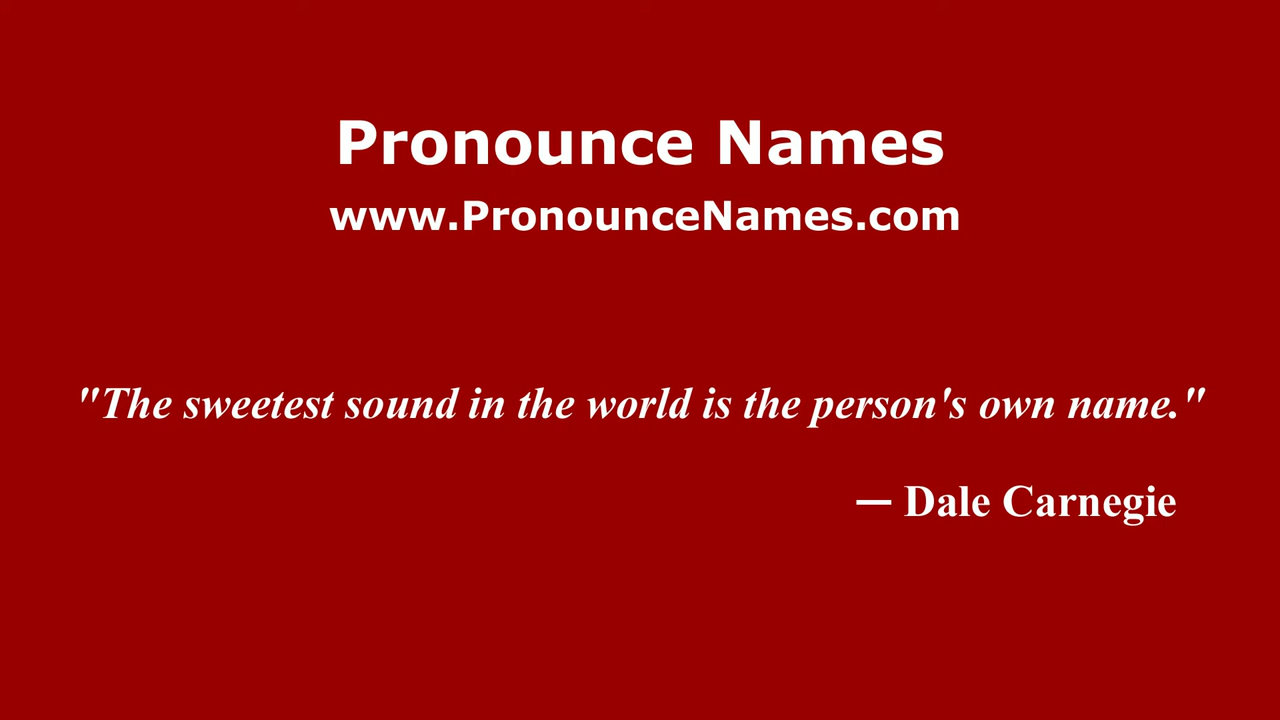 Pronounce Names
www.PronounceNames.com
"The sweetest sound in the world is the person's own name."
— Dale Carnegie